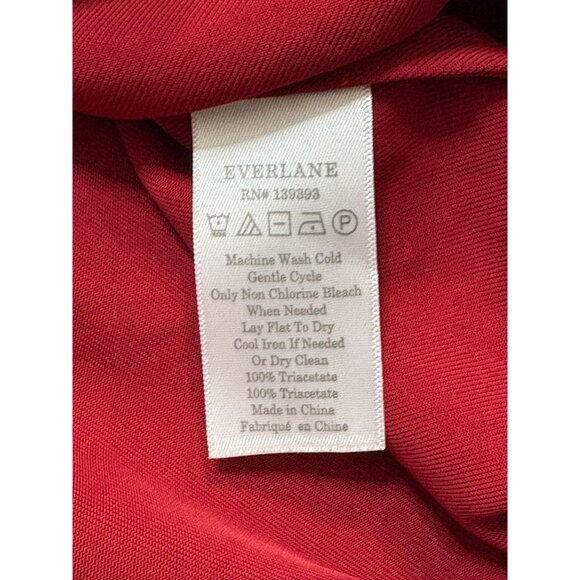 EVERLANE
RN# 139393
P
Machine Wash Cold
Gentle Cycle
Only Non Chlorine Bleach
When Needed
Lay Flat To Dry
Cool Iron If Needed
Or Dry Clean
100% Triacetate
100% Triacetate
Made in China
Fabriqué en Chine